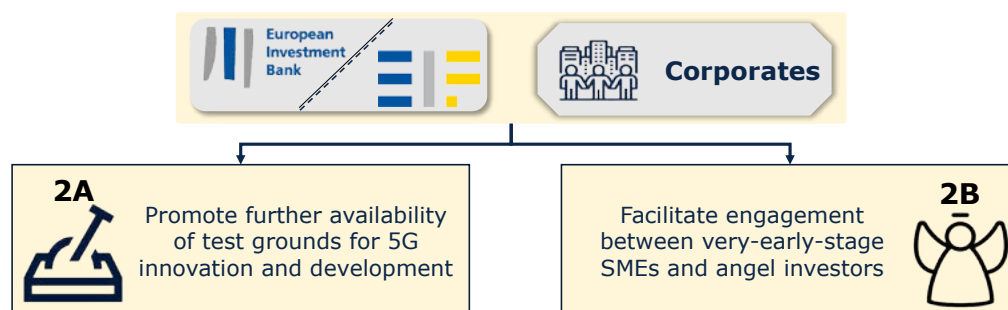 European
Investment
Bank
Corporates
2A
Promote further availability
of test grounds for 5G
innovation and development
2B
Facilitate engagement
between very-early-stage
SMEs and angel investors